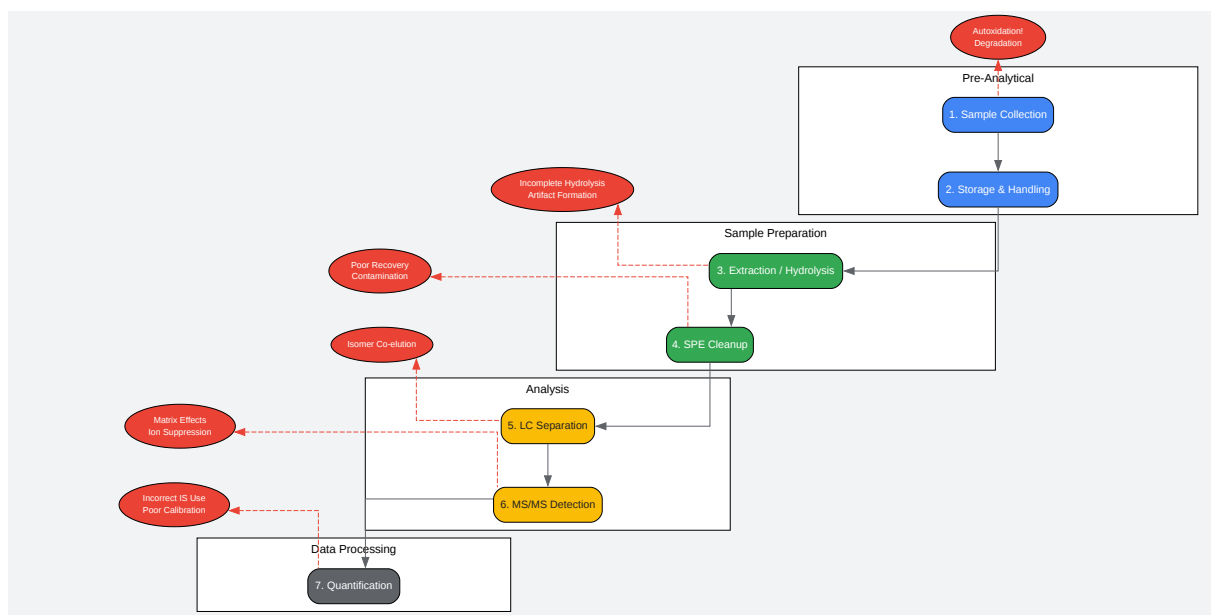 Autoxidation!
Degradation
Pre-Analytical
1. Sample Collection
2. Storage & Handling
Incomplete Hydrolysis
Artifact Formation
Sample Preparation
3. Extraction / Hydrolysis
Poor Recovery
Contamination
4. SPE Cleanup
Isomer Co-elution
Analysis
5. LC Separation
Matrix Effects
Ion Suppression
6. MS/MS Detection
Incorrect IS Use
Poor Calibration
Data Processing
7. Quantification